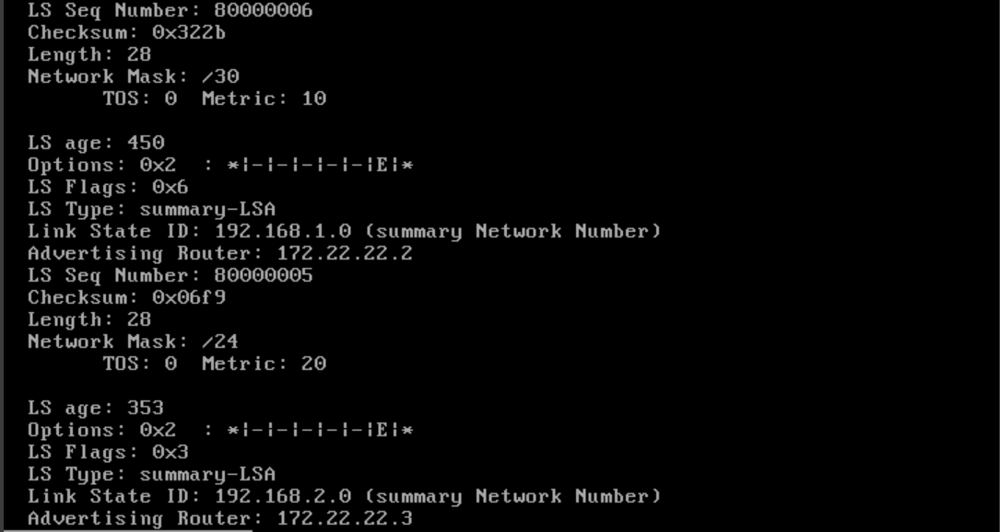 LS Seq Number: 80000006
Checksum: 0x322b
Length: 28
Network Mask: /30
TOS: 0  Metric: 10
LS age: 450
Options: 0x2  : *|-|-|-|-|-|E|*
LS Flags: 0x6
LS Type: summary-LSA
Link State ID: 192.168.1.0 (summary Network Number)
Advertising Router: 172.22.22.2
LS Seq Number: 80000005
Checksum: 0x06f9
Length: 28
Network Mask: /24
TOS: 0  Metric: 20
LS age: 353
Options: 0x2  : *|-|-|-|-|-|E|*
LS Flags: 0x3
LS Type: summary-LSA
Link State ID: 192.168.2.0 (summary Network Number)
Advertising Router: 172.22.22.3